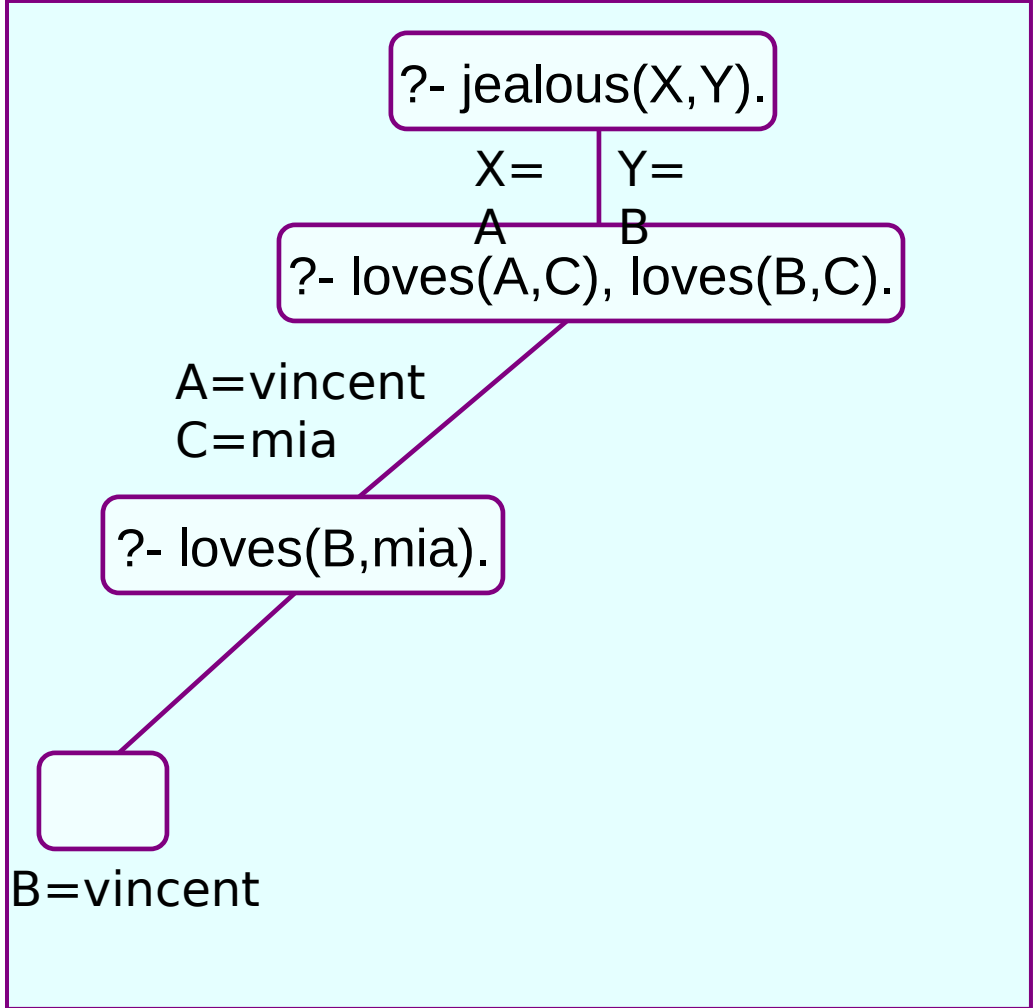 ?- jealous(X,Y).
X= Y=
A B
?- loves(A,C), loves(B,C).
A=vincent
C=mia
?- loves(B,mia).
B=vincent